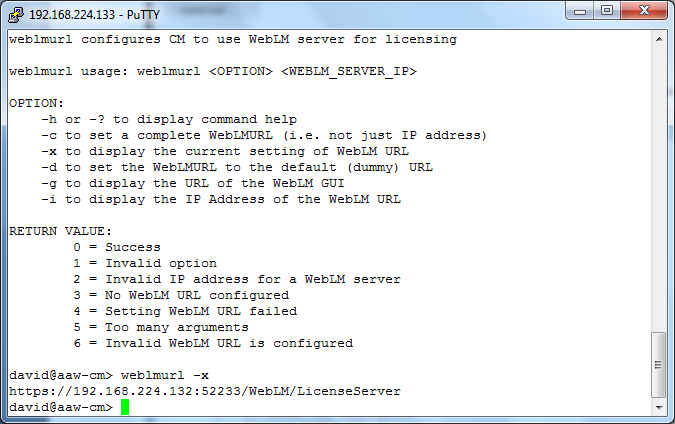 192.168.224.133 - PuTTY
weblmurl configures CM to use WebLM server for licensing
weblmurl usage: weblmurl <OPTION> <WEBLM_SERVER_IP>
OPTION:
-h or -? to display command help
-c to set a complete WebLMURL (i.e. not just IP address)
-x to display the current setting of WebLM URL
-d to set the WebLMURL to the default (dummy) URL
-g to display the URL of the WebLM GUI
-i to display the IP Address of the WebLM URL
RETURN VALUE:
0 = Success
1 = Invalid option
2 = Invalid IP address for a WebLM server
3 = No WebLM URL configured
4 = Setting WebLM URL failed
5 = Too many arguments
6 = Invalid WebLM URL is configured
david@aaw-cm> weblmurl -x
https://192.168.224.132:52233/WebLM/LicenseServer
david@aaw-cm>